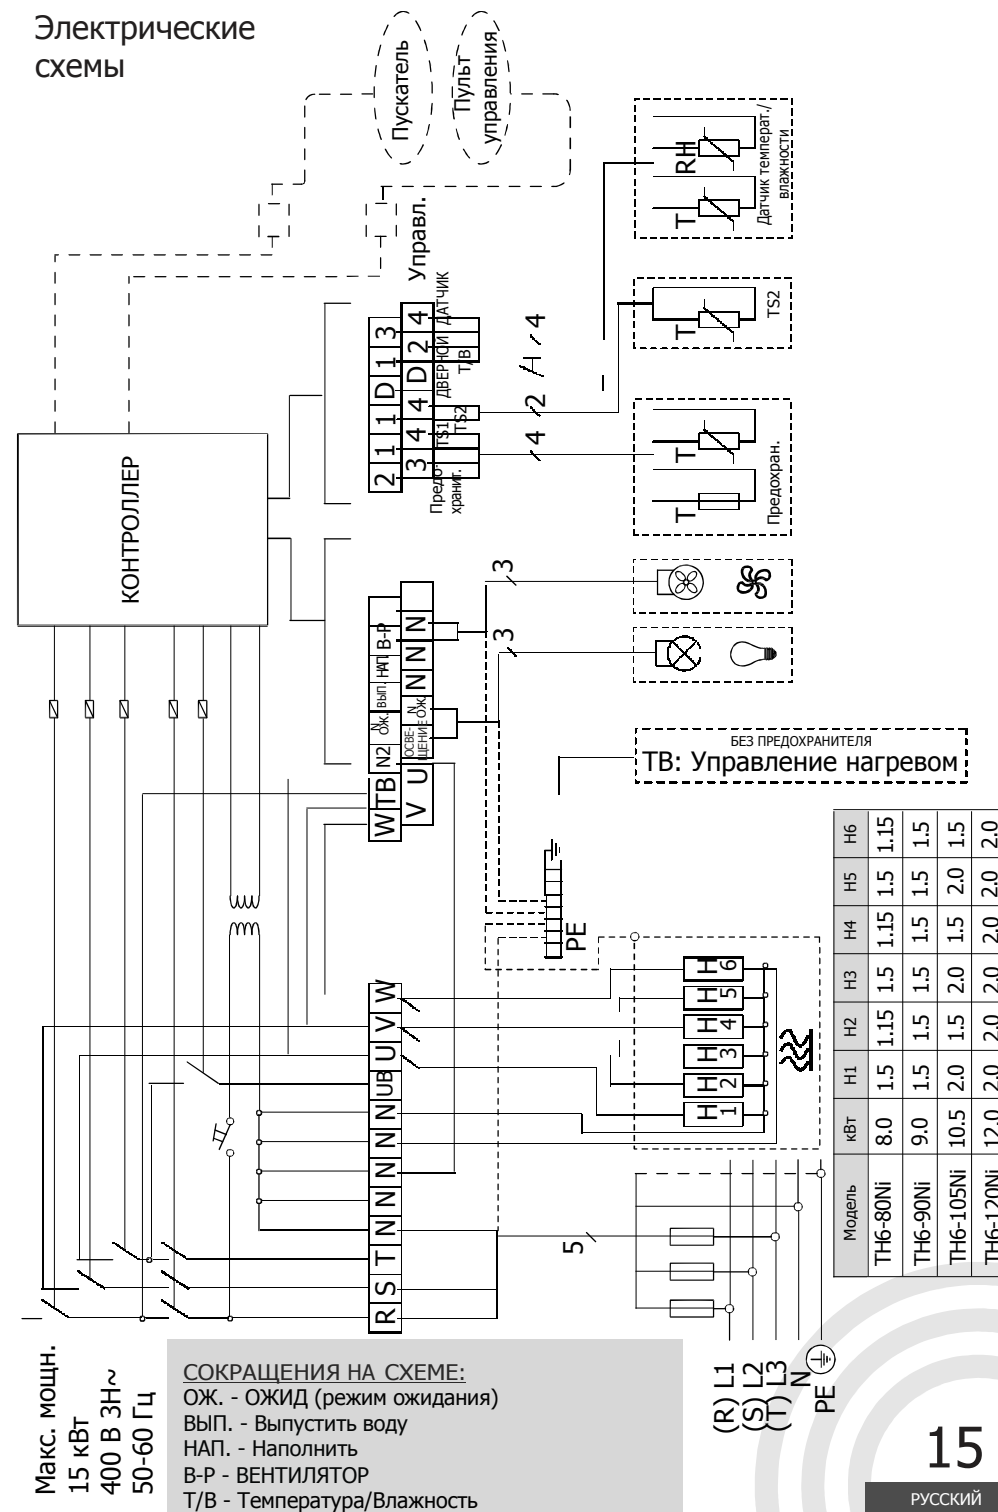 Электрические
схемы
Пускатель
Пульт
управления
Управл.
КОНТРОЛЛЕР
RH
T
Датчик температ./
влажности
T
TS2
T
T
Предохран.
2 1 1 D 1 3
3 4 4 D 2 4
Предо-
хранит.
TS1
TS2
ДВЕРНОЙ
Т/В
ДАТЧИК
4
2
4
3
3
W TB N2
N
ОЖ.
ВЫП.
НАП.
В-Р
V U
ОСВЕ-
ЩЕНИЕ
N
ОЖ.
N N N
БЕЗ ПРЕДОХРАНИТЕЛЯ
ТВ: Управление нагревом
PE
R S T N N N N N UB U V W
H 6
H 5
H 4
H 3
H 2
H 1
5
(R) L1
(S) L2
(T) L3
N
PE
Модель кВт H1 H2 H3 H4 H5 H6
TH6-80Ni 8.0 1.5 1.15 1.5 1.15 1.5 1.15
TH6-90Ni 9.0 1.5 1.5 1.5 1.5 1.5 1.5
TH6-105Ni 10.5 2.0 1.5 2.0 1.5 2.0 1.5
TH6-120Ni 12.0 2.0 2.0 2.0 2.0 2.0 2.0
Макс. мощн.
15 кВт
400 В 3Н~
50-60 Гц
СОКРАЩЕНИЯ НА СХЕМЕ:
ОЖ. - ОЖИД (режим ожидания)
ВЫП. - Выпустить воду
НАП. - Наполнить
В-Р - ВЕНТИЛЯТОР
Т/В - Температура/Влажность
15
РУССКИЙ